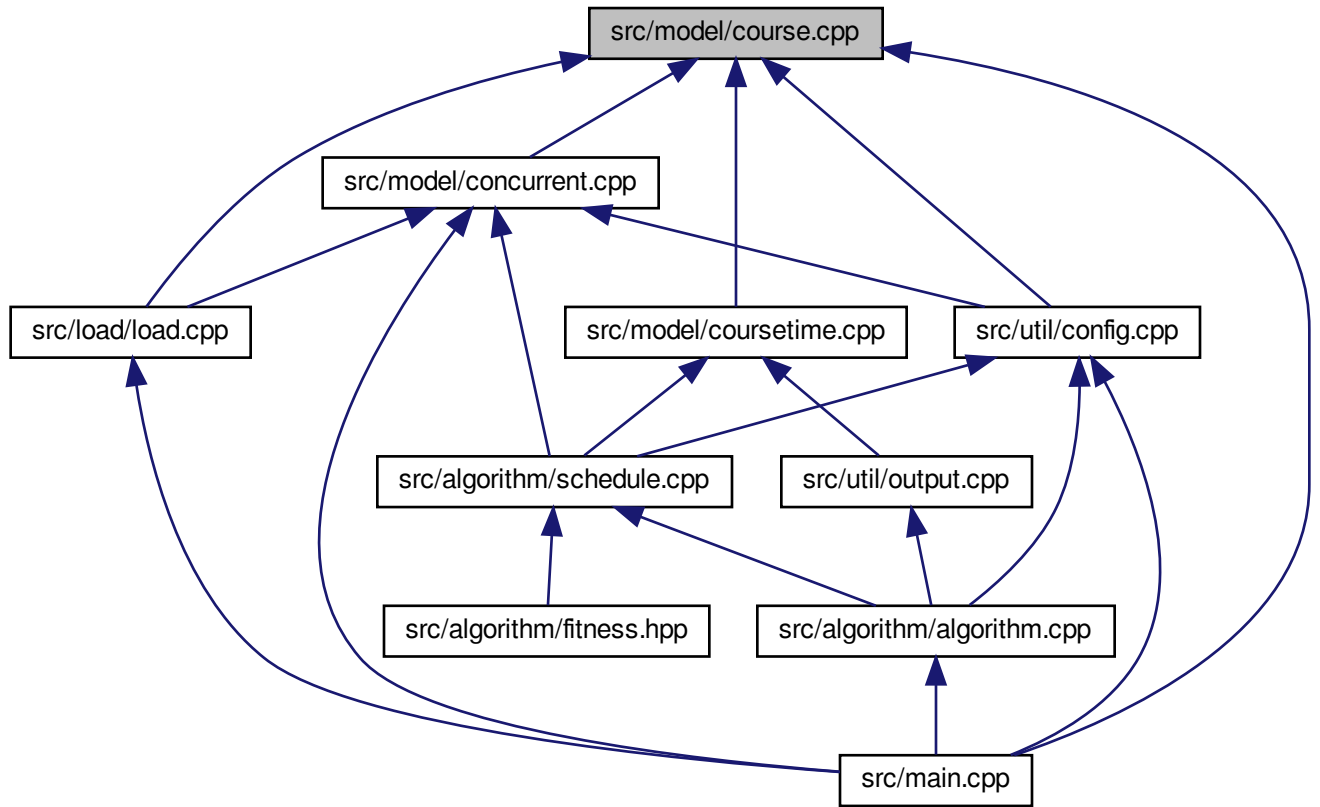 src/model/course.cpp
src/model/concurrent.cpp
src/load/load.cpp
src/model/coursetime.cpp
src/util/config.cpp
src/algorithm/schedule.cpp
src/util/output.cpp
src/algorithm/fitness.hpp
src/algorithm/algorithm.cpp
src/main.cpp